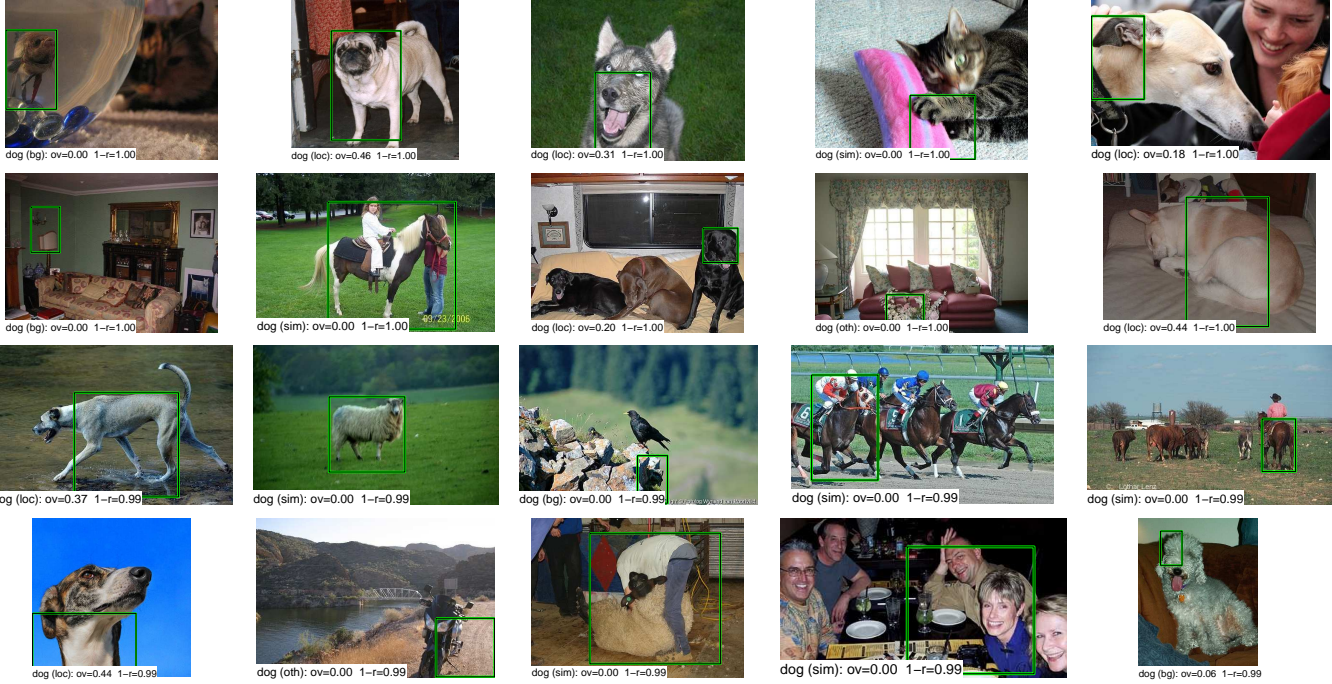 dog (bg): ov=0.00 1−r=1.00
dog (loc): ov=0.46 1−r=1.00
dog (loc): ov=0.31 1−r=1.00
dog (sim): ov=0.00 1−r=1.00
dog (loc): ov=0.18 1−r=1.00
dog (bg): ov=0.00 1−r=1.00
09/23/2006
dog (sim): ov=0.00 1−r=1.00
dog (loc): ov=0.20 1−r=1.00
dog (oth): ov=0.00 1−r=1.00
dog (loc): ov=0.44 1−r=1.00
6
5
og (loc): ov=0.37 1−r=0.99
dog (sim): ov=0.00 1−r=0.99
dog (bg): ov=0.00 1−r=0.99
dog (sim): ov=0.00 1−r=0.99
Lothar Lenz
dog (sim): ov=0.00 1−r=0.99
dog (loc): ov=0.44 1−r=0.99
dog (oth): ov=0.00 1−r=0.99
dog (sim): ov=0.00 1−r=0.99
dog (sim): ov=0.00 1−r=0.99
dog (bg): ov=0.06 1−r=0.99